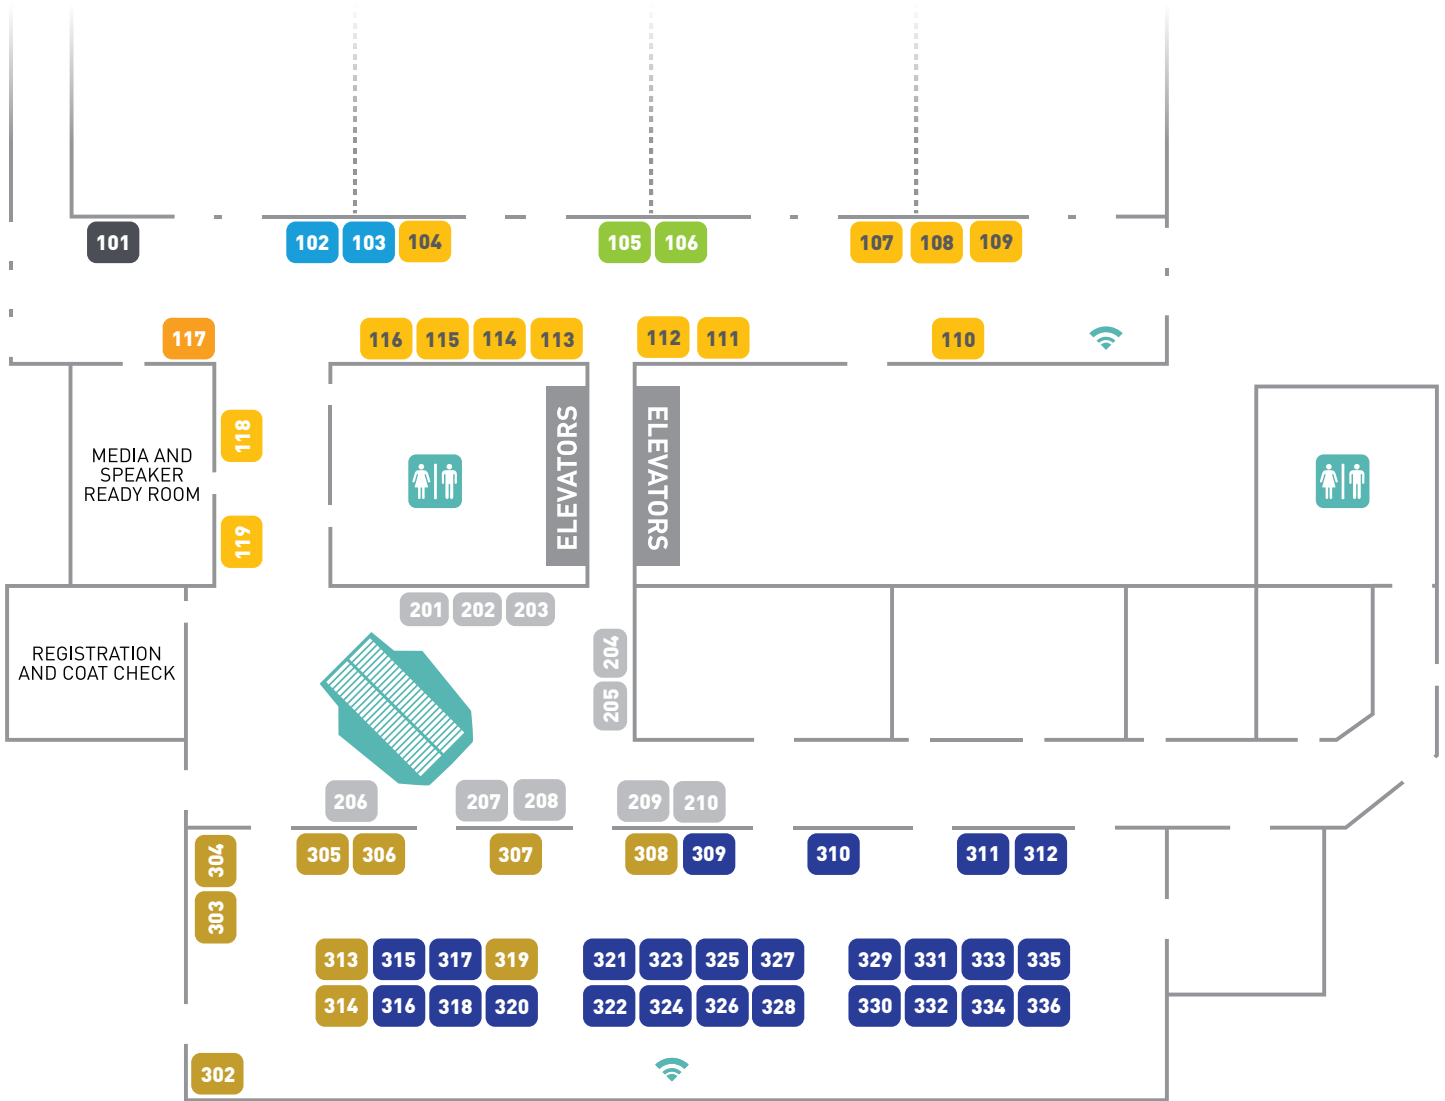 101
102 103 104
105 106
107 108 109
117
116 115 114 113
112 111
110
118
119
ELEVATORS
ELEVATORS
MEDIA AND
SPEAKER
READY ROOM
201 202 203
204
205
REGISTRATION
AND COAT CHECK
206
207 208
209 210
304
303
305 306
307
308 309
310
311 312
313 315 317 319
314 316 318 320
321 323 325 327
322 324 326 328
329 331 333 335
330 332 334 336
302